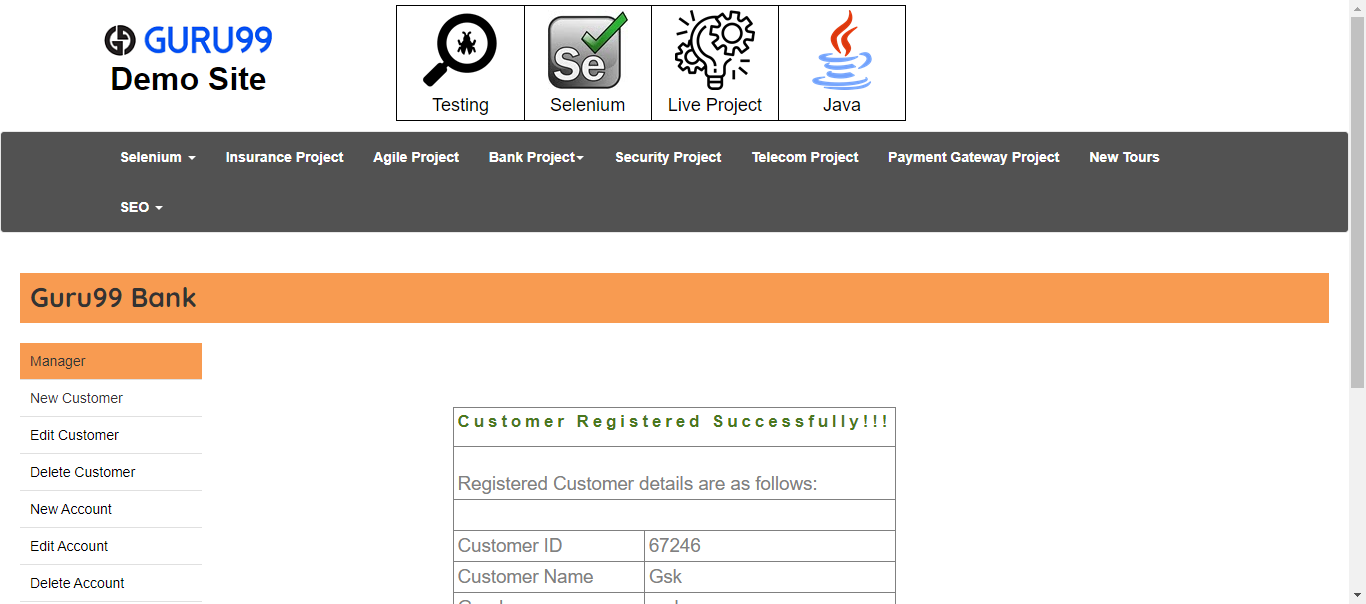 GURU99
Demo Site
Se
Testing
Selenium
Live Project
Java
Selenium
Insurance Project
Agile Project
Bank Project
Security Project
Telecom Project
Payment Gateway Project
New Tours
SEO
Guru99 Bank
Manager
New Customer
Edit Customer
Delete Customer
New Account
Edit Account
Delete Account
Customer Registered Successfully!!!
Registered Customer details are as follows:
Customer ID 67246
Customer Name Gsk